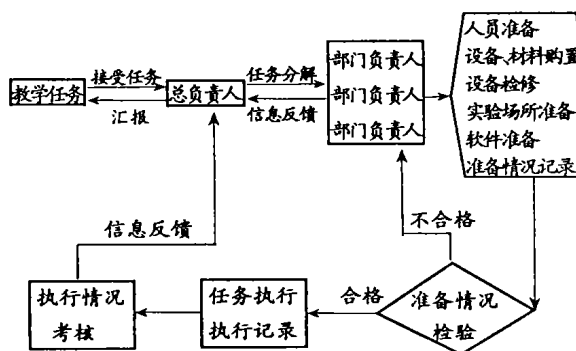 教学任务
接受任务
汇报
总负责人
任务分解
信息反馈
部门负责人
部门负责人
部门负责人
人员准备
设备、材料购置
设备检修
实验场所准备
软件准备
准备情况记录
信息反馈
不合格
执行情况
考核
任务执行
执行记录
合格
准备情况
检验